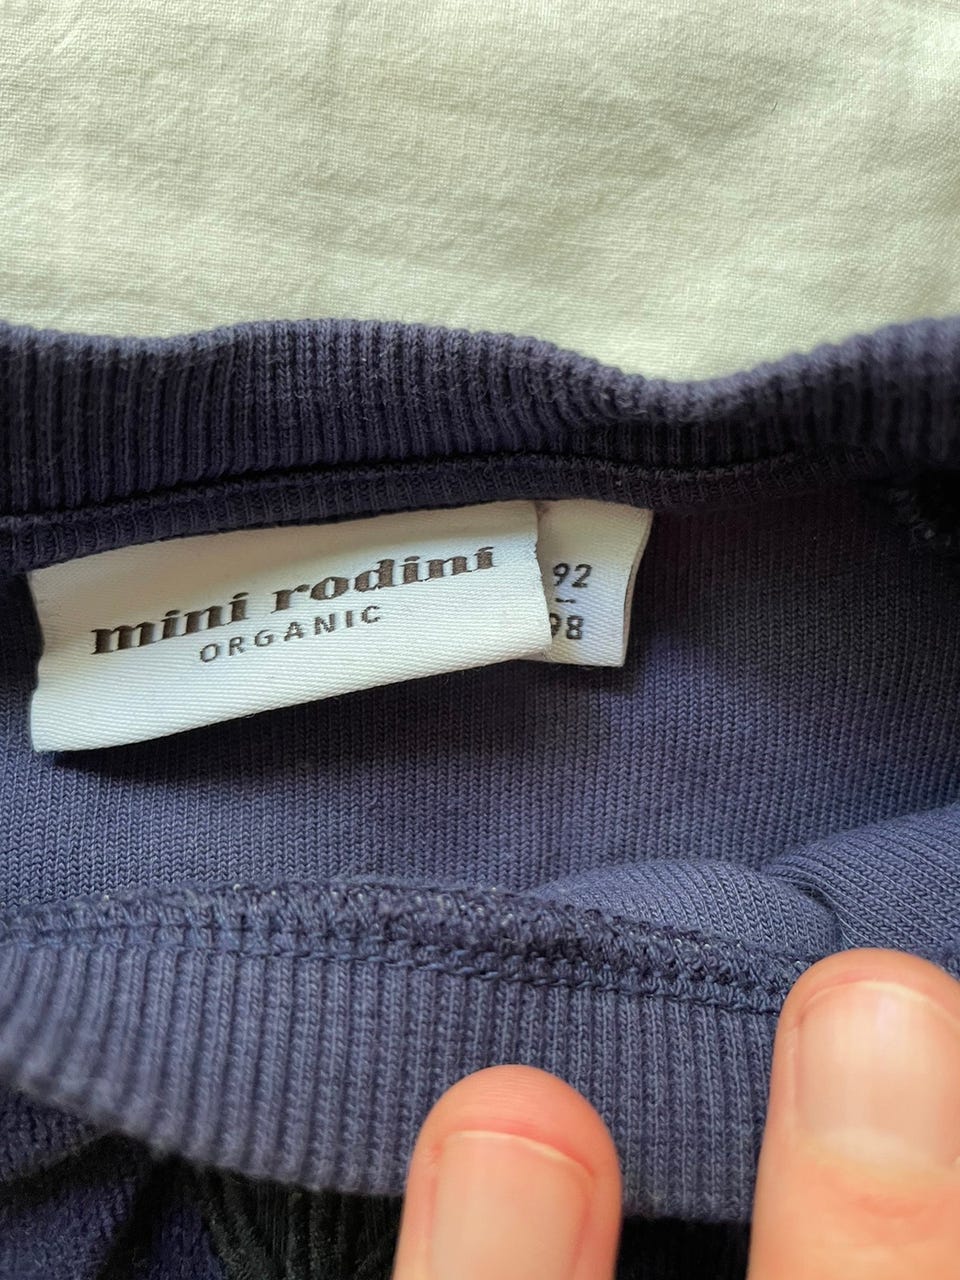 mini rodini
ORGANIC
92
–
98